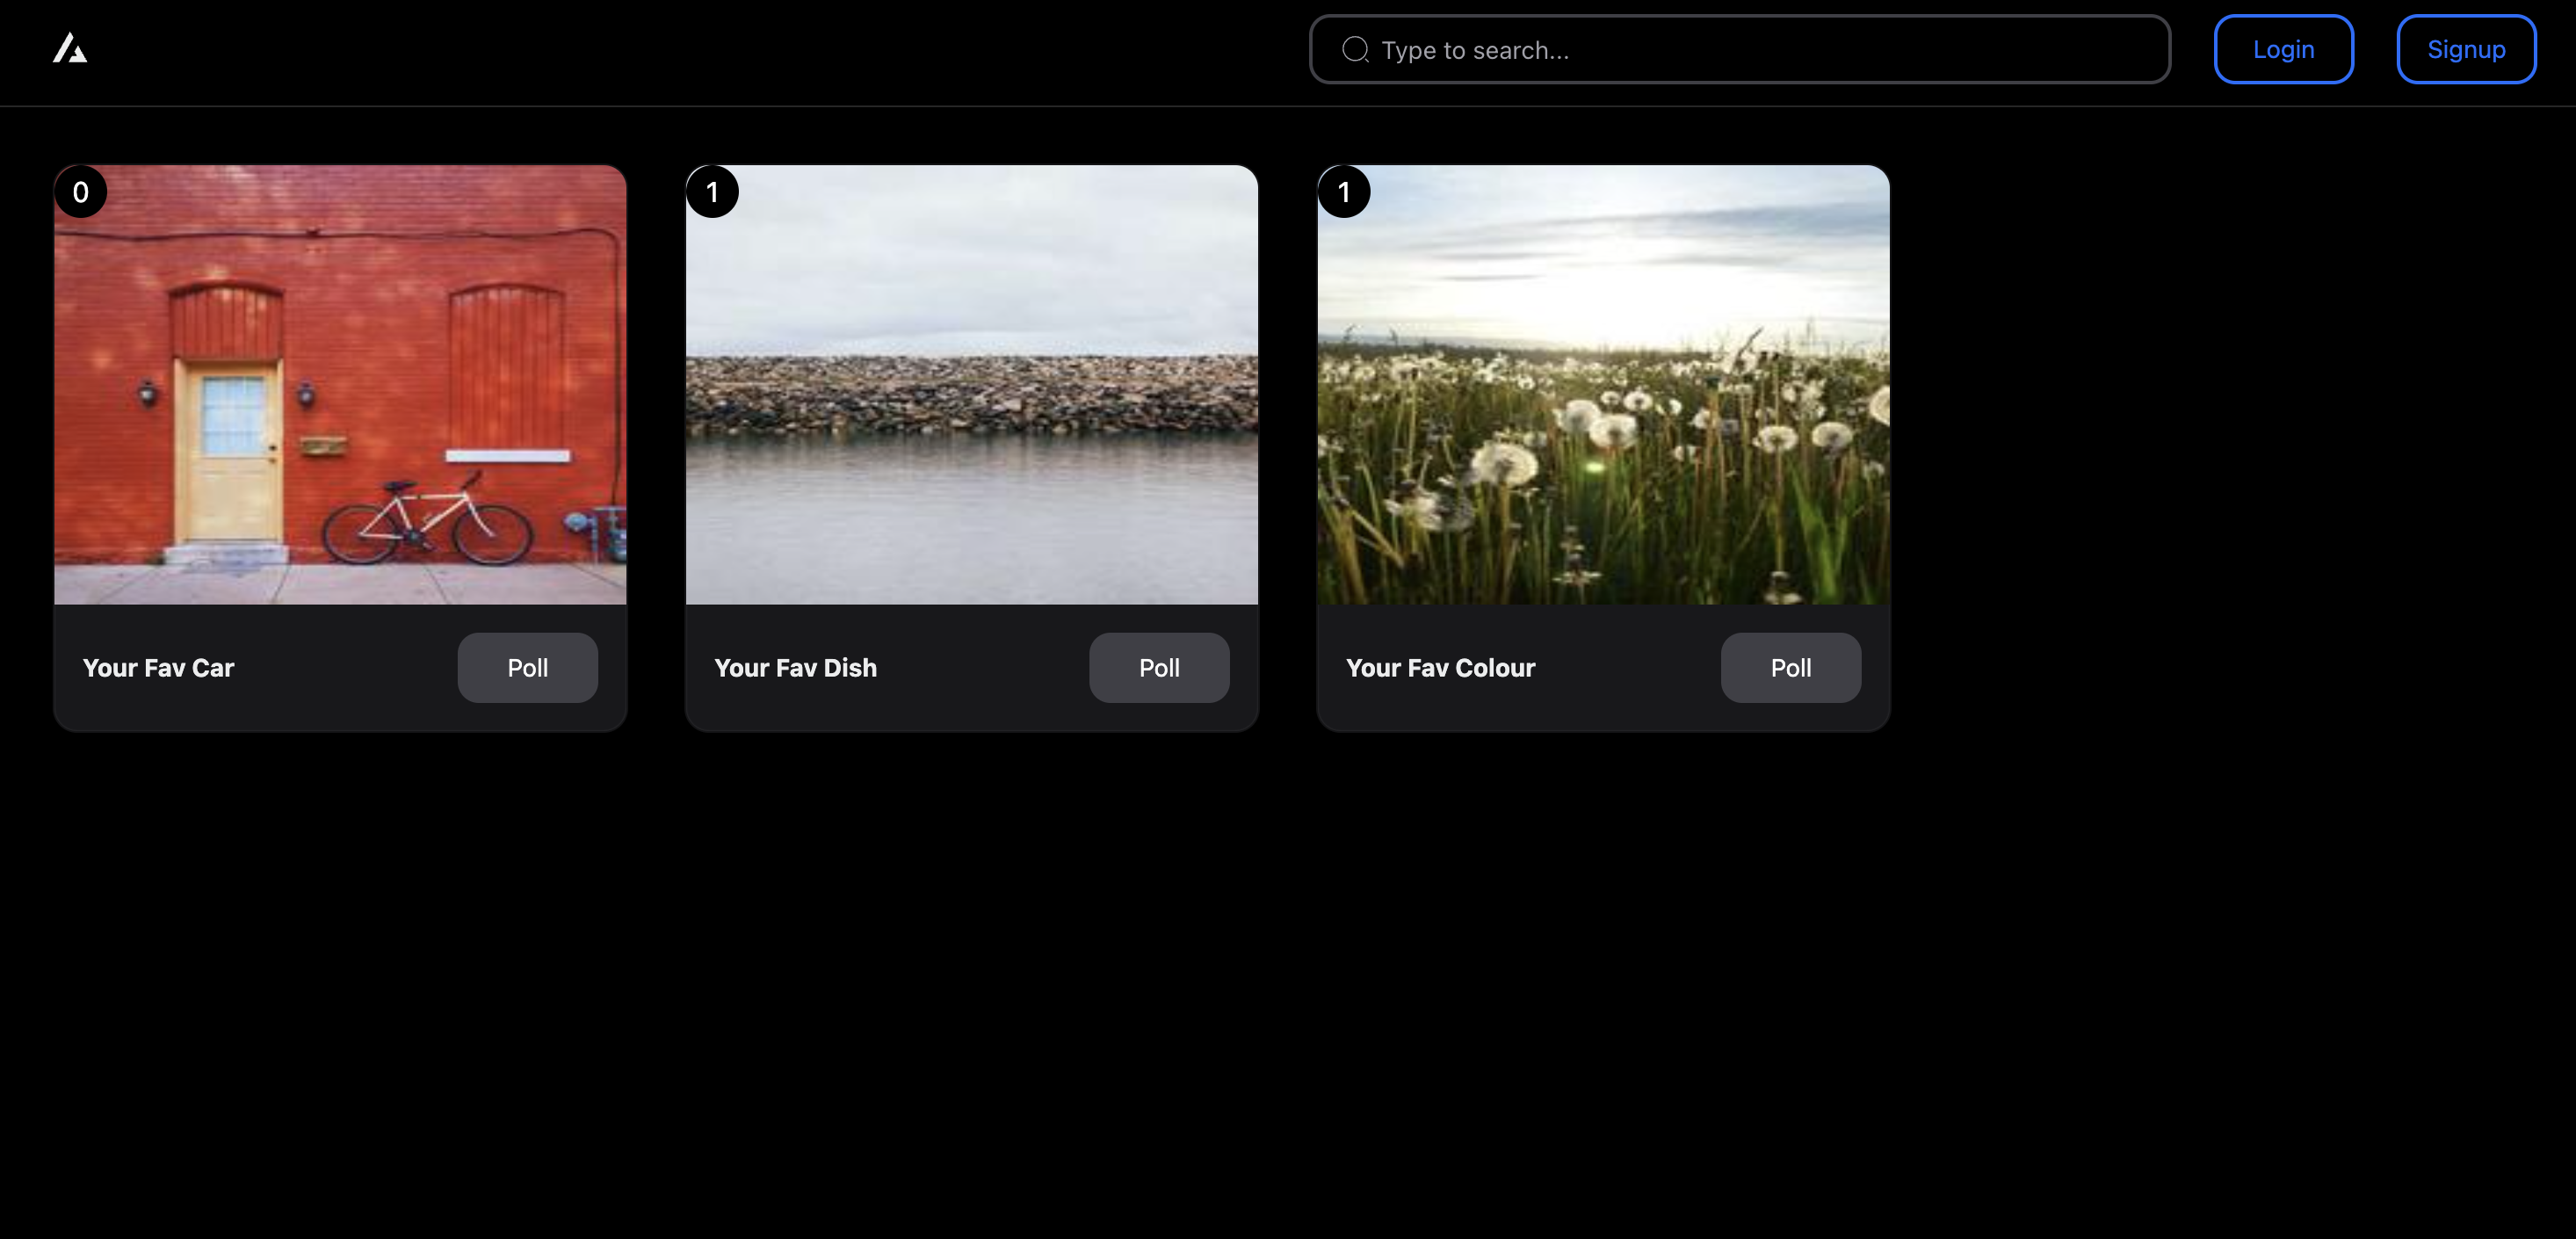 Type to search...
Login
Signup
0
1
1
Your Fav Car
Poll
Your Fav Dish
Poll
Your Fav Colour
Poll